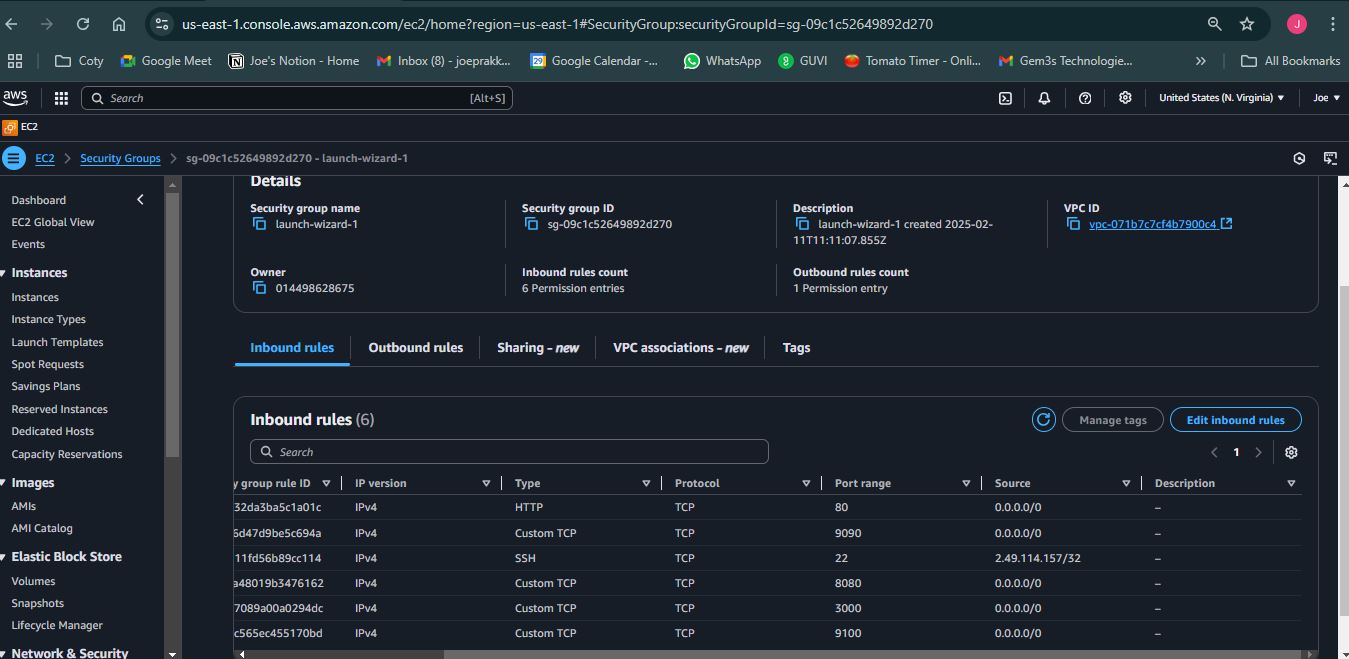 us-east-1.console.aws.amazon.com/ec2/home?region=us-east-1#SecurityGroup:securityGroupId=sg-09c1c52649892d270
J
Coty
Google Meet
Joe's Notion - Home
Inbox (8) - joeprakk...
Google Calendar -...
WhatsApp
GUVI
Tomato Timer - Onli...
Gem3s Technologie...
»
All Bookmarks
aws
Search
[Alt+S]
United States (N. Virginia)
Joe
EC2
EC2 > Security Groups > sg-09c1c52649892d270 - launch-wizard-1
Dashboard
EC2 Global View
Events
Instances
Instances
Instance Types
Launch Templates
Spot Requests
Savings Plans
Reserved Instances
Dedicated Hosts
Capacity Reservations
Images
AMIs
AMI Catalog
Elastic Block Store
Volumes
Snapshots
Lifecycle Manager
Network & Security
Details
Security group name
launch-wizard-1
Security group ID
sg-09c1c52649892d270
Description
launch-wizard-1 created 2025-02-
11T11:11:07.855Z
VPC ID
vpc-071b7c7cf4b7900c4
Owner
014498628675
Inbound rules count
6 Permission entries
Outbound rules count
1 Permission entry
Inbound rules
Outbound rules
Sharing - new
VPC associations - new
Tags
Inbound rules (6)
Manage tags
Edit inbound rules
Search
1
y group rule ID IP version Type Protocol Port range Source Description
32da3ba5c1a01c IPv4 HTTP TCP 80 0.0.0.0/0 –
6d47d9be5c694a IPv4 Custom TCP TCP 9090 0.0.0.0/0 –
11fd56b89cc114 IPv4 SSH TCP 22 2.49.114.157/32 –
a48019b3476162 IPv4 Custom TCP TCP 8080 0.0.0.0/0 –
7089a00a0294dc IPv4 Custom TCP TCP 3000 0.0.0.0/0 –
c565ec455170bd IPv4 Custom TCP TCP 9100 0.0.0.0/0 –